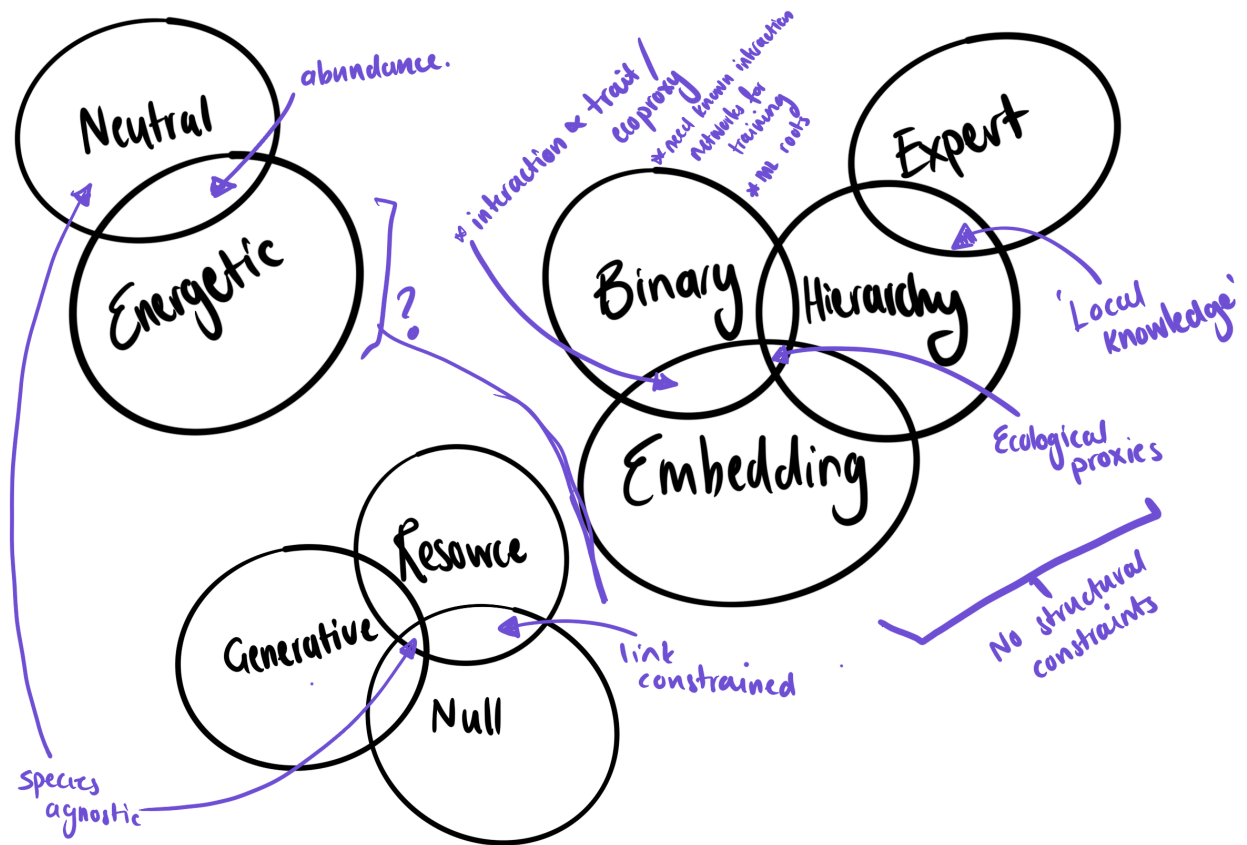 Neutral
abundance.
Energetic
?
* interaction ∝ trait /
ecoproxy
* need known interaction
networks for
training
* ML roots
Expert
Binary
Hierarchy
'Local
knowledge'
Embedding
Ecological
proxies
No structural
constraints
Resource
Generative
Null
link
constrained
species
agnostic